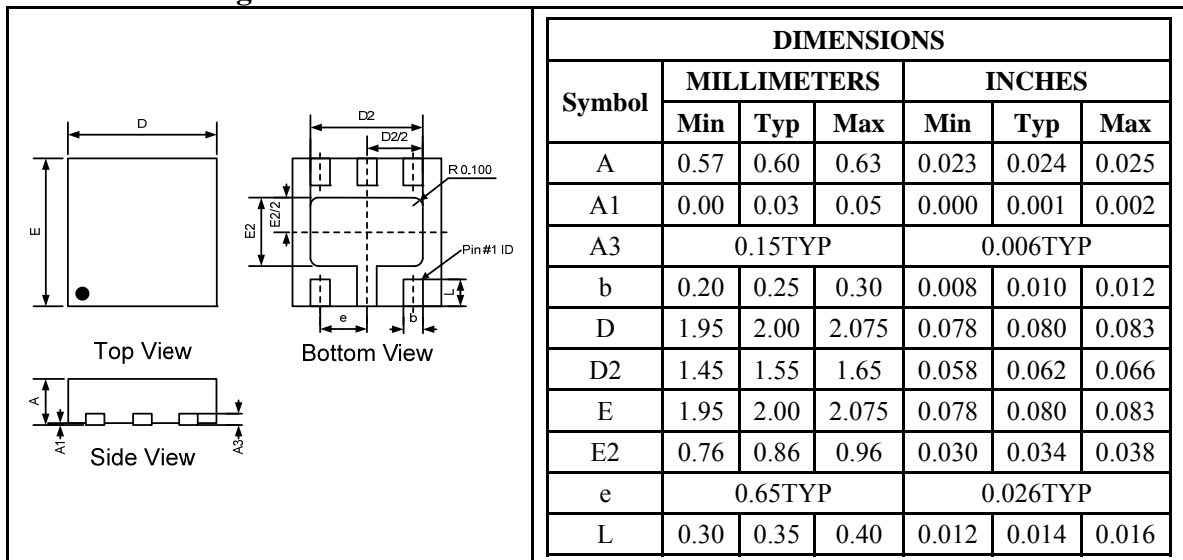 D
E
Top View
D2
D2/2
R 0.100
E2
E2/2
Pin #1 ID
L
e
b
Bottom View
A
A1
A3
Side View
DIMENSIONS
Symbol MILLIMETERS INCHES
Min Typ Max Min Typ Max
A 0.57 0.60 0.63 0.023 0.024 0.025
A1 0.00 0.03 0.05 0.000 0.001 0.002
A3 0.15TYP 0.006TYP
b 0.20 0.25 0.30 0.008 0.010 0.012
D 1.95 2.00 2.075 0.078 0.080 0.083
D2 1.45 1.55 1.65 0.058 0.062 0.066
E 1.95 2.00 2.075 0.078 0.080 0.083
E2 0.76 0.86 0.96 0.030 0.034 0.038
e 0.65TYP 0.026TYP
L 0.30 0.35 0.40 0.012 0.014 0.016